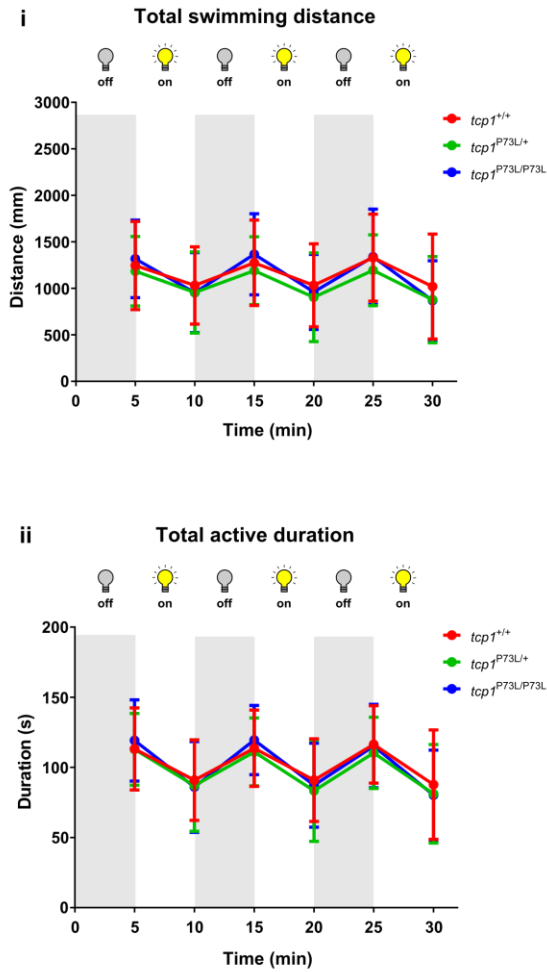 i
Total swimming distance
off on off on off on
3000
2500
2000
1500
1000
500
0
Distance (mm)
0 5 10 15 20 25 30
Time (min)
tcp1+/+
tcp1P73L/+
tcp1P73L/P73L
ii
Total active duration
off on off on off on
200
150
100
50
0
Duration (s)
0 5 10 15 20 25 30
Time (min)
tcp1+/+
tcp1P73L/+
tcp1P73L/P73L